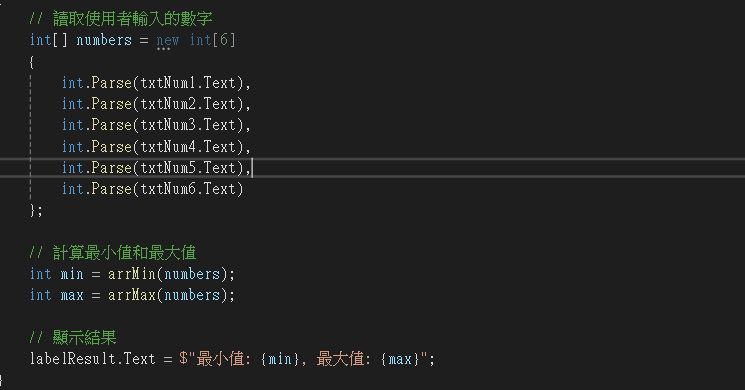 // 讀取使用者輸入的數字
int[] numbers = new int[6]
{
int.Parse(txtNum1.Text),
int.Parse(txtNum2.Text),
int.Parse(txtNum3.Text),
int.Parse(txtNum4.Text),
int.Parse(txtNum5.Text),
int.Parse(txtNum6.Text)
};
// 計算最小值和最大值
int min = arrMin(numbers);
int max = arrMax(numbers);
// 顯示結果
labelResult.Text = $"最小值: {min}, 最大值: {max}";
}